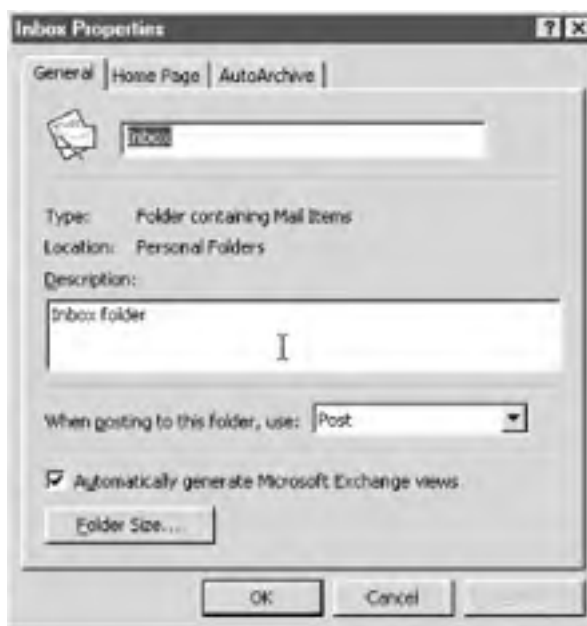 Inbox Properties
? X
General Home Page AutoArchive
Inbox
Type: Folder containing Mail Items
Location: Personal Folders
Description:
Inbox folder
When posting to this folder, use: Post
Automatically generate Microsoft Exchange views
Folder Size....
OK Cancel